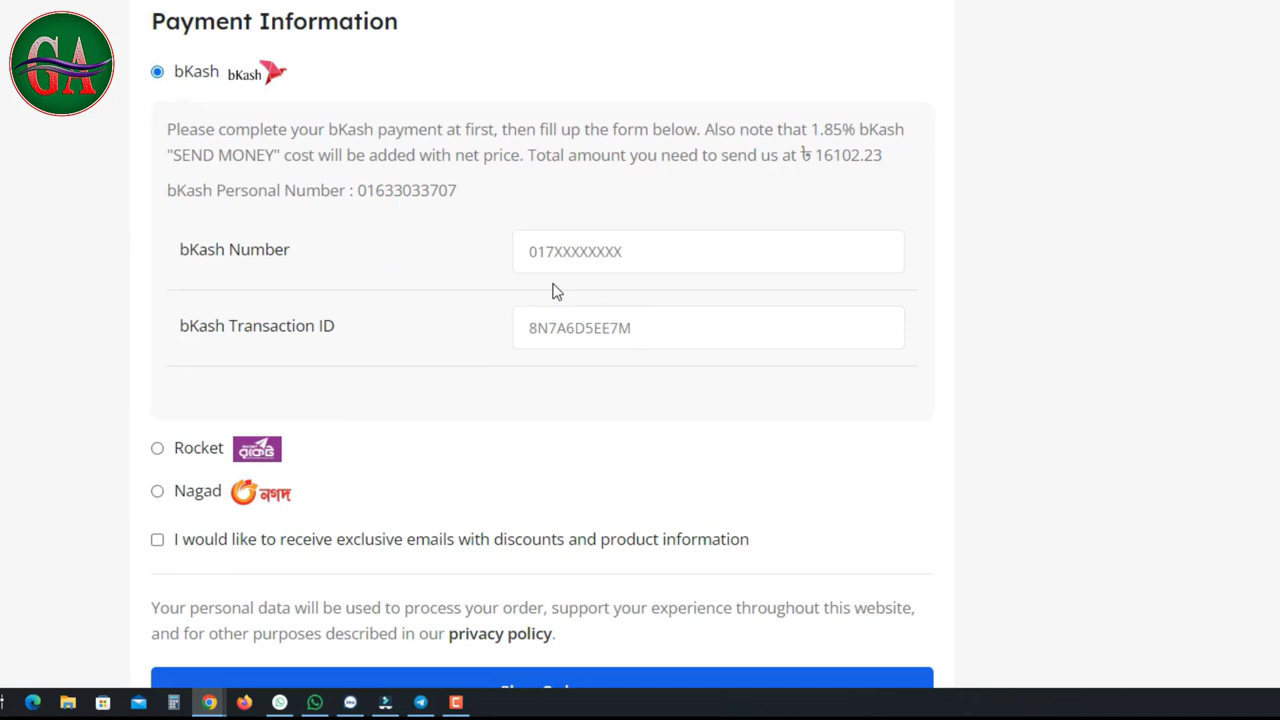 Payment Information
GA
bKash bKash
Please complete your bKash payment at first, then fill up the form below. Also note that 1.85% bKash
"SEND MONEY" cost will be added with net price. Total amount you need to send us at ৳ 16102.23
bKash Personal Number : 01633033707
bKash Number 017XXXXXXXX
bKash Transaction ID 8N7A6D5EE7M
Rocket রকেট
Nagad নগদ
I would like to receive exclusive emails with discounts and product information
Your personal data will be used to process your order, support your experience throughout this website,
and for other purposes described in our privacy policy.